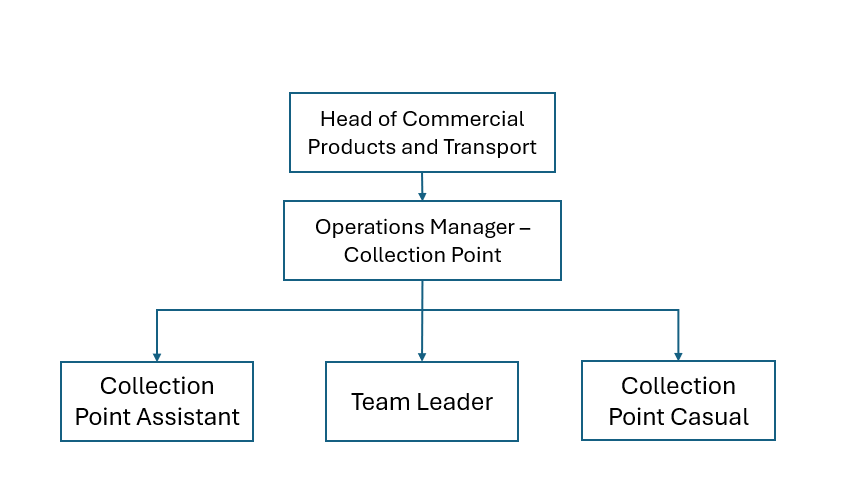 Head of Commercial
Products and Transport
Operations Manager –
Collection Point
Collection
Point Assistant
Team Leader
Collection
Point Casual